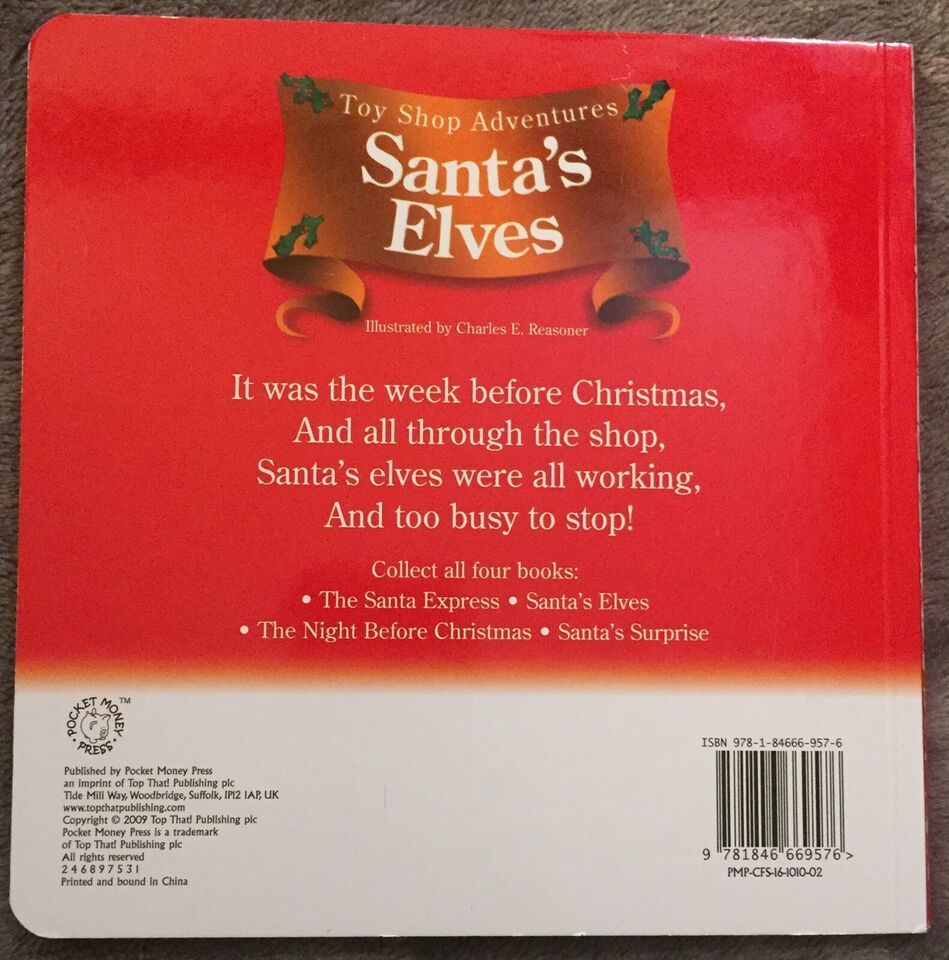 Toy Shop Adventures
Santa's
Elves
Illustrated by Charles E. Reasoner
It was the week before Christmas,
And all through the shop,
Santa's elves were all working,
And too busy to stop!
Collect all four books:
• The Santa Express • Santa's Elves
• The Night Before Christmas • Santa's Surprise
POCKET MONEY PRESS ™
Published by Pocket Money Press
an imprint of Top That! Publishing plc
Tide Mill Way, Woodbridge, Suffolk, IP12 1AP, UK
www.topthatpublishing.com
Copyright © 2009 Top That! Publishing plc
Pocket Money Press is a trademark
of Top That! Publishing plc
All rights reserved
2 4 6 8 9 7 5 3 1
Printed and bound in China
ISBN 978-1-84666-957-6
9 781846 669576 >
PMP-CFS-16-1010-02